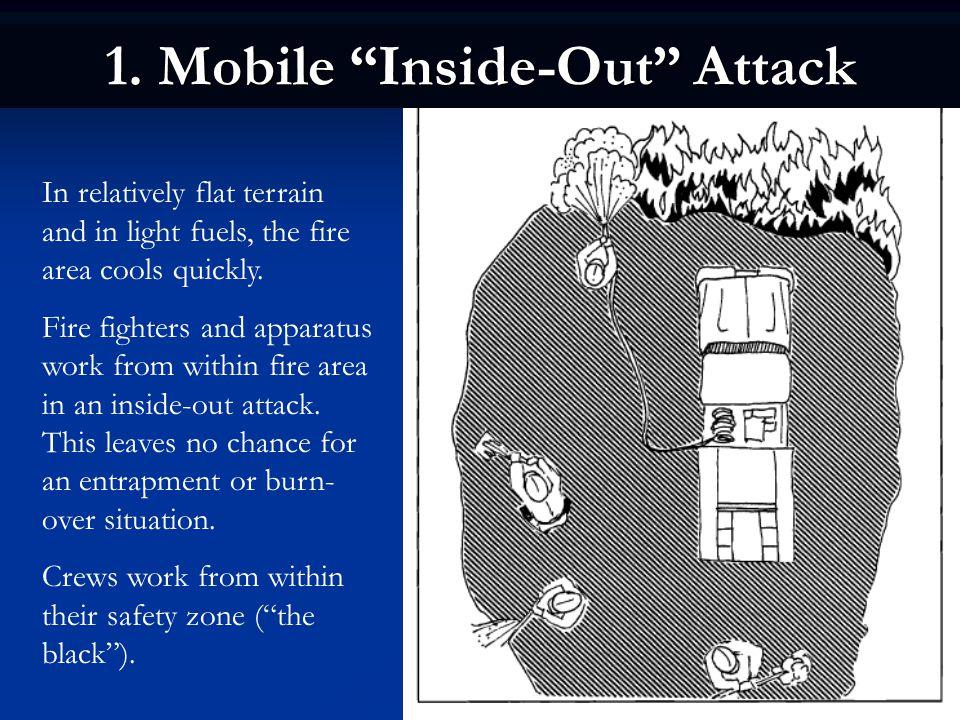 1. Mobile “Inside-Out” Attack
In relatively flat terrain
and in light fuels, the fire
area cools quickly.
Fire fighters and apparatus
work from within fire area
in an inside-out attack.
This leaves no chance for
an entrapment or burn-
over situation.
Crews work from within
their safety zone (“the
black”).